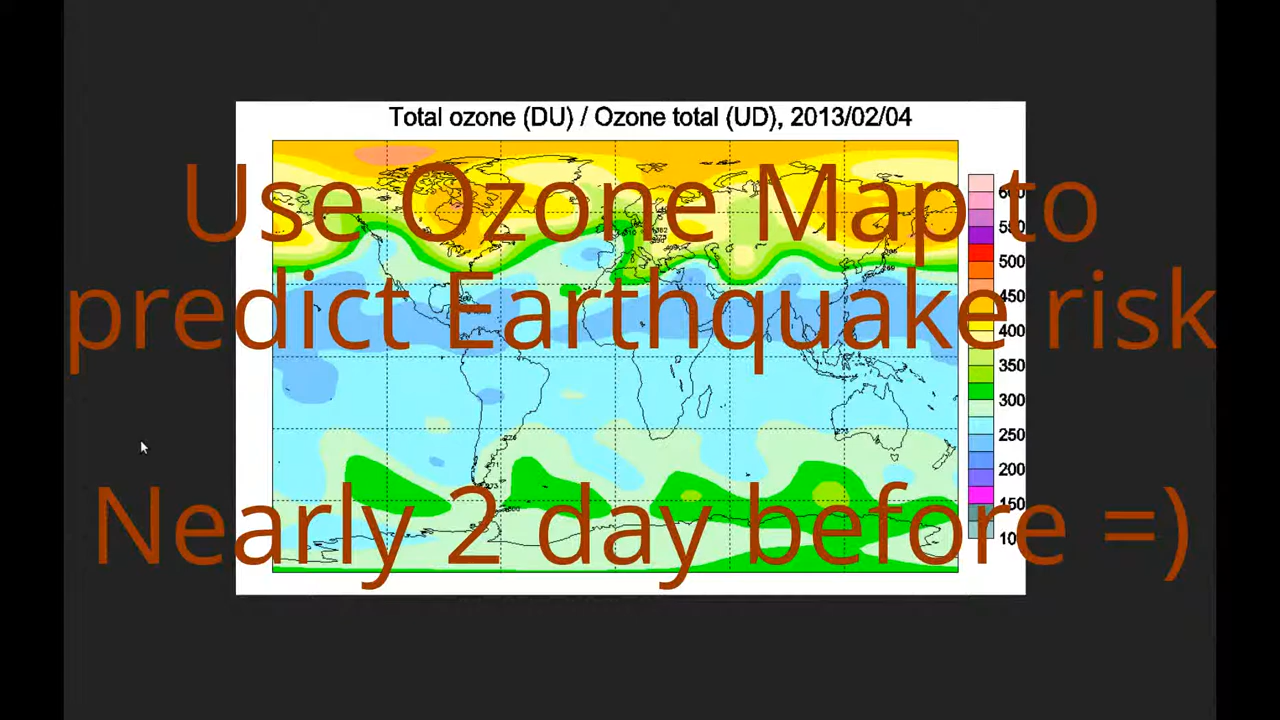 Total ozone (DU) / Ozone total (UD), 2013/02/04
Use Ozone Map to
predict Earthquake risk
Nearly 2 day before =)
550
500
450
400
350
300
250
200
150